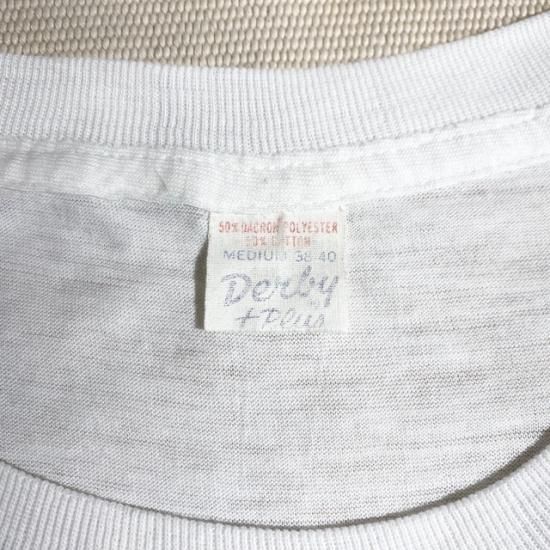 50% DACRON POLYESTER
50% COTTON
MEDIUM 38-40
Derby
+ Plus